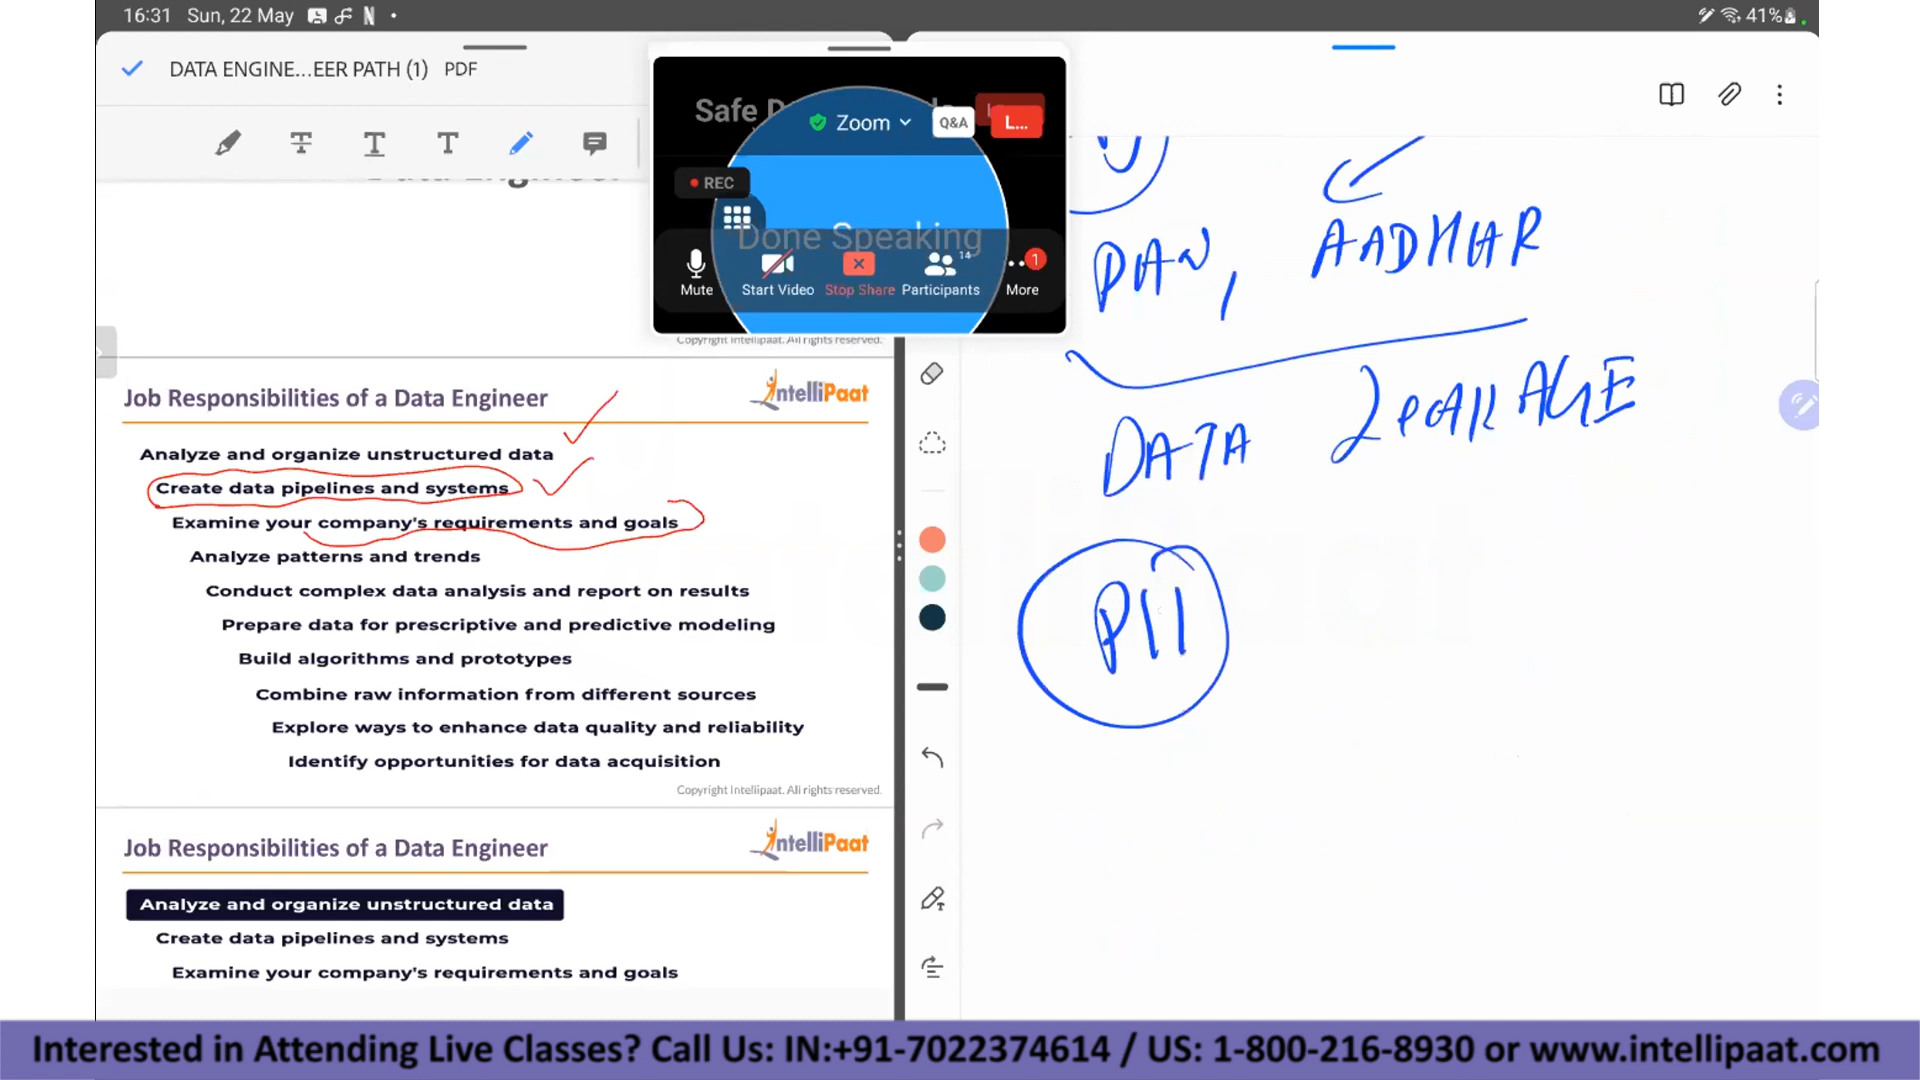 16:31 Sun, 22 May 41%
DATA ENGINE...EER PATH (1) PDF
Zoom Q&A L...
REC
Done Speaking
Mute Start Video Stop Share Participants 14 More 1
Copyright Intellipaat. All rights reserved.
Job Responsibilities of a Data Engineer
IntelliPaat
Analyze and organize unstructured data
Create data pipelines and systems
Examine your company's requirements and goals
Analyze patterns and trends
Conduct complex data analysis and report on results
Prepare data for prescriptive and predictive modeling
Build algorithms and prototypes
Combine raw information from different sources
Explore ways to enhance data quality and reliability
Identify opportunities for data acquisition
Copyright Intellipaat. All rights reserved.
Job Responsibilities of a Data Engineer
IntelliPaat
Analyze and organize unstructured data
Create data pipelines and systems
Examine your company's requirements and goals
PAN, AADHAR
DATA
PII
Interested in Attending Live Classes? Call Us: IN:+91-7022374614 / US: 1-800-216-8930 or www.intellipaat.com